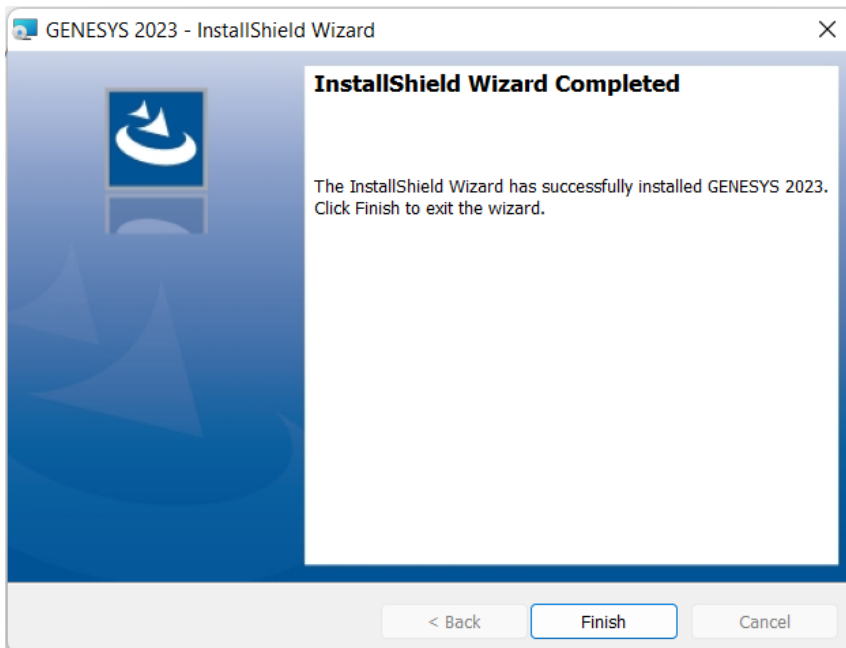 GENESYS 2023 - InstallShield Wizard
InstallShield Wizard Completed
The InstallShield Wizard has successfully installed GENESYS 2023.
Click Finish to exit the wizard.
< Back
Finish
Cancel